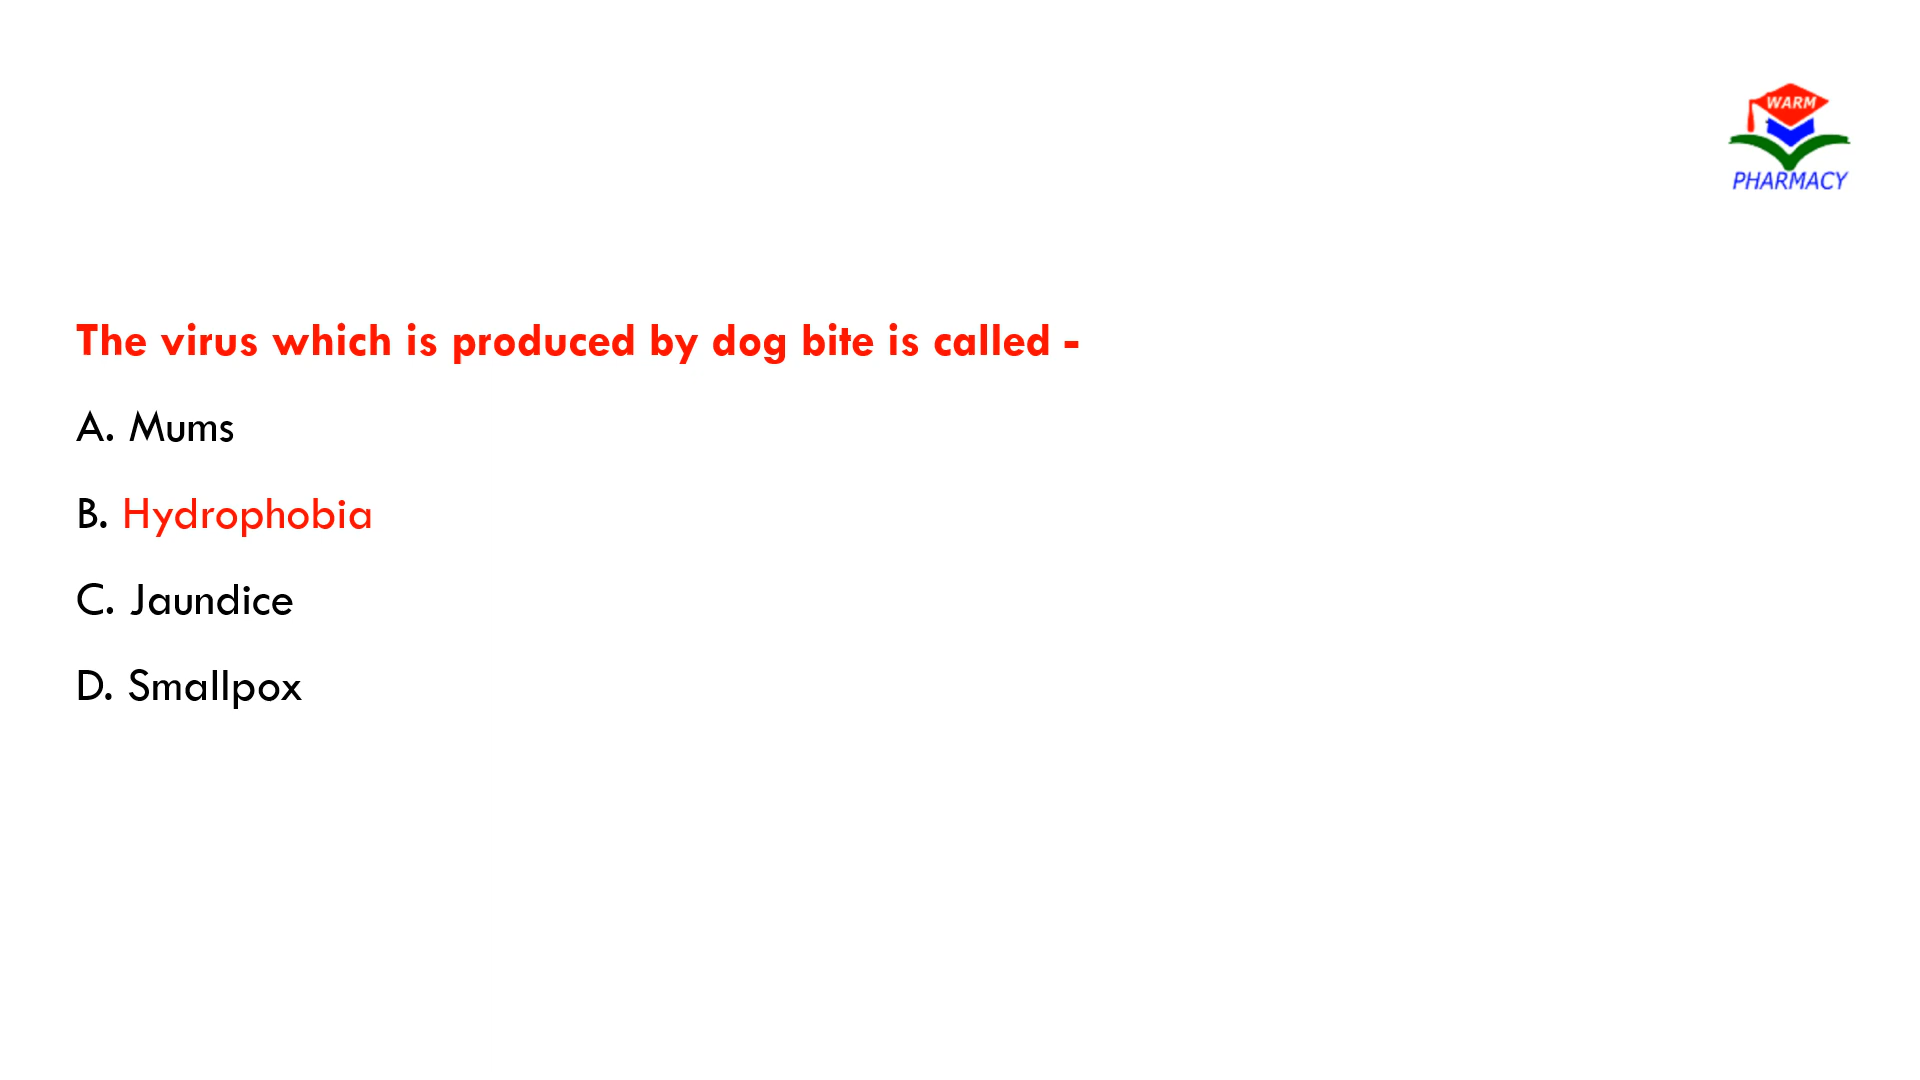 WARM
PHARMACY
The virus which is produced by dog bite is called -
A. Mums
B. Hydrophobia
C. Jaundice
D. Smallpox